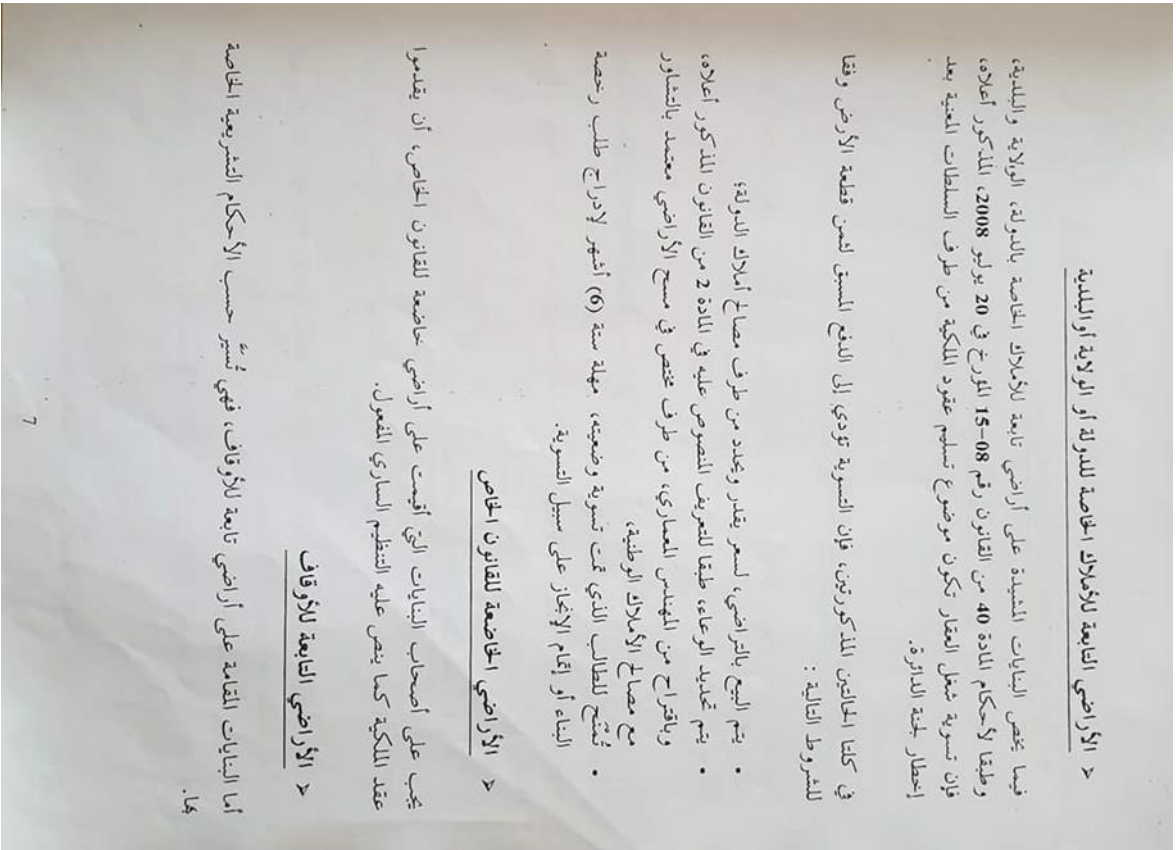 ➢ الأراضي التابعة للأملاك الخاصة للدولة أو الولاية أو البلدية
فيما يخص البنايات المشيدة على أراضي تابعة للأملاك الخاصة بالدولة، الولاية والبلدية،
وطبقا لأحكام المادة 40 من القانون رقم 08-15 المؤرخ في 20 يوليو 2008، المذكور أعلاه،
فإن تسوية شغل العقار تكون موضوع تسليم عقود الملكية من طرف السلطات المعنية بعد
إخطار لجنة الدائرة.
في كلتا الحالتين المذكورتين، فإن التسوية تؤدي إلى الدفع المسبق لثمن قطعة الأرض وفقا
للشروط التالية :
• يتم البيع بالتراضي، لسعر يقدر ويحدد من طرف مصالح أملاك الدولة؛
• يتم تحديد الوعاء، طبقا للتعريف المنصوص عليه في المادة 2 من القانون المذكور أعلاه،
وباقتراح من المهندس المعماري، من طرف مختص في مسح الأراضي معتمد بالتشاور
مع مصالح الأملاك الوطنية،
• تُمنَح للطالب الذي تمت تسوية وضعيته، مهلة ستة (6) أشهر لإدراج طلب رخصة
البناء أو إتمام الإنجاز على سبيل التسوية.
➢ الأراضي الخاضعة للقانون الخاص
يجب على أصحاب البنايات التي أقيمت على أراضي خاضعة للقانون الخاص، أن يقدموا
عقد الملكية كما ينص عليه التنظيم الساري المفعول.
➢ الأراضي التابعة للأوقاف
أما البنايات المقامة على أراضي تابعة للأوقاف، فهي تُسيَّر حسب الأحكام التشريعية الخاصة
بها.
7